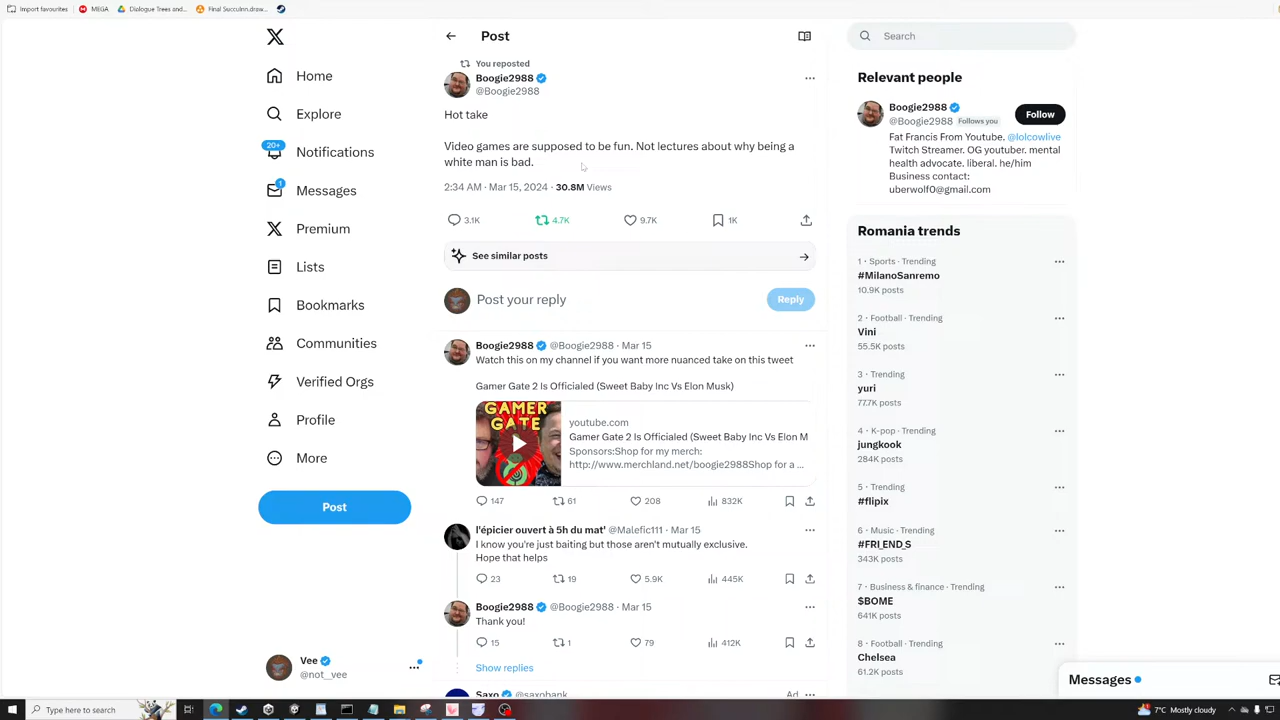 Import favourites
MEGA
Dialogue Trees and...
Final Succulnn.draw...
Post
Search
You reposted
Boogie2988
@Boogie2988
Hot take
Video games are supposed to be fun. Not lectures about why being a
white man is bad.
2:34 AM · Mar 15, 2024 · 30.8M Views
3.1K
4.7K
9.7K
1K
See similar posts
Post your reply
Reply
Boogie2988 @Boogie2988 · Mar 15
Watch this on my channel if you want more nuanced take on this tweet
Gamer Gate 2 Is Officialed (Sweet Baby Inc Vs Elon Musk)
GAMER
GATE
youtube.com
Gamer Gate 2 Is Officialed (Sweet Baby Inc Vs Elon M
Sponsors:Shop for my merch:
http://www.merchland.net/boogie2988Shop for a ...
147
61
208
832K
l'épicier ouvert à 5h du mat' @Malefic111 · Mar 15
I know you're just baiting but those aren't mutually exclusive.
Hope that helps
23
19
5.9K
445K
Boogie2988 @Boogie2988 · Mar 15
Thank you!
15
1
79
412K
Show replies
Saxo @saxobank
Ad
Home
Explore
20+
Notifications
1
Messages
Premium
Lists
Bookmarks
Communities
Verified Orgs
Profile
More
Post
Vee
@not__vee
Relevant people
Boogie2988
@Boogie2988 Follows you
Follow
Fat Francis From Youtube. @lolcowlive
Twitch Streamer. OG youtuber. mental
health advocate. liberal. he/him
Business contact:
uberwolf0@gmail.com
Romania trends
1 · Sports · Trending
#MilanoSanremo
10.9K posts
2 · Football · Trending
Vini
55.5K posts
3 · Trending
yuri
77.7K posts
4 · K-pop · Trending
jungkook
284K posts
5 · Trending
#flipix
6 · Music · Trending
#FRI_END_S
343K posts
7 · Business & finance · Trending
$BOME
641K posts
8 · Football · Trending
Chelsea
61.2K posts
Messages
Type here to search
7°C Mostly cloudy